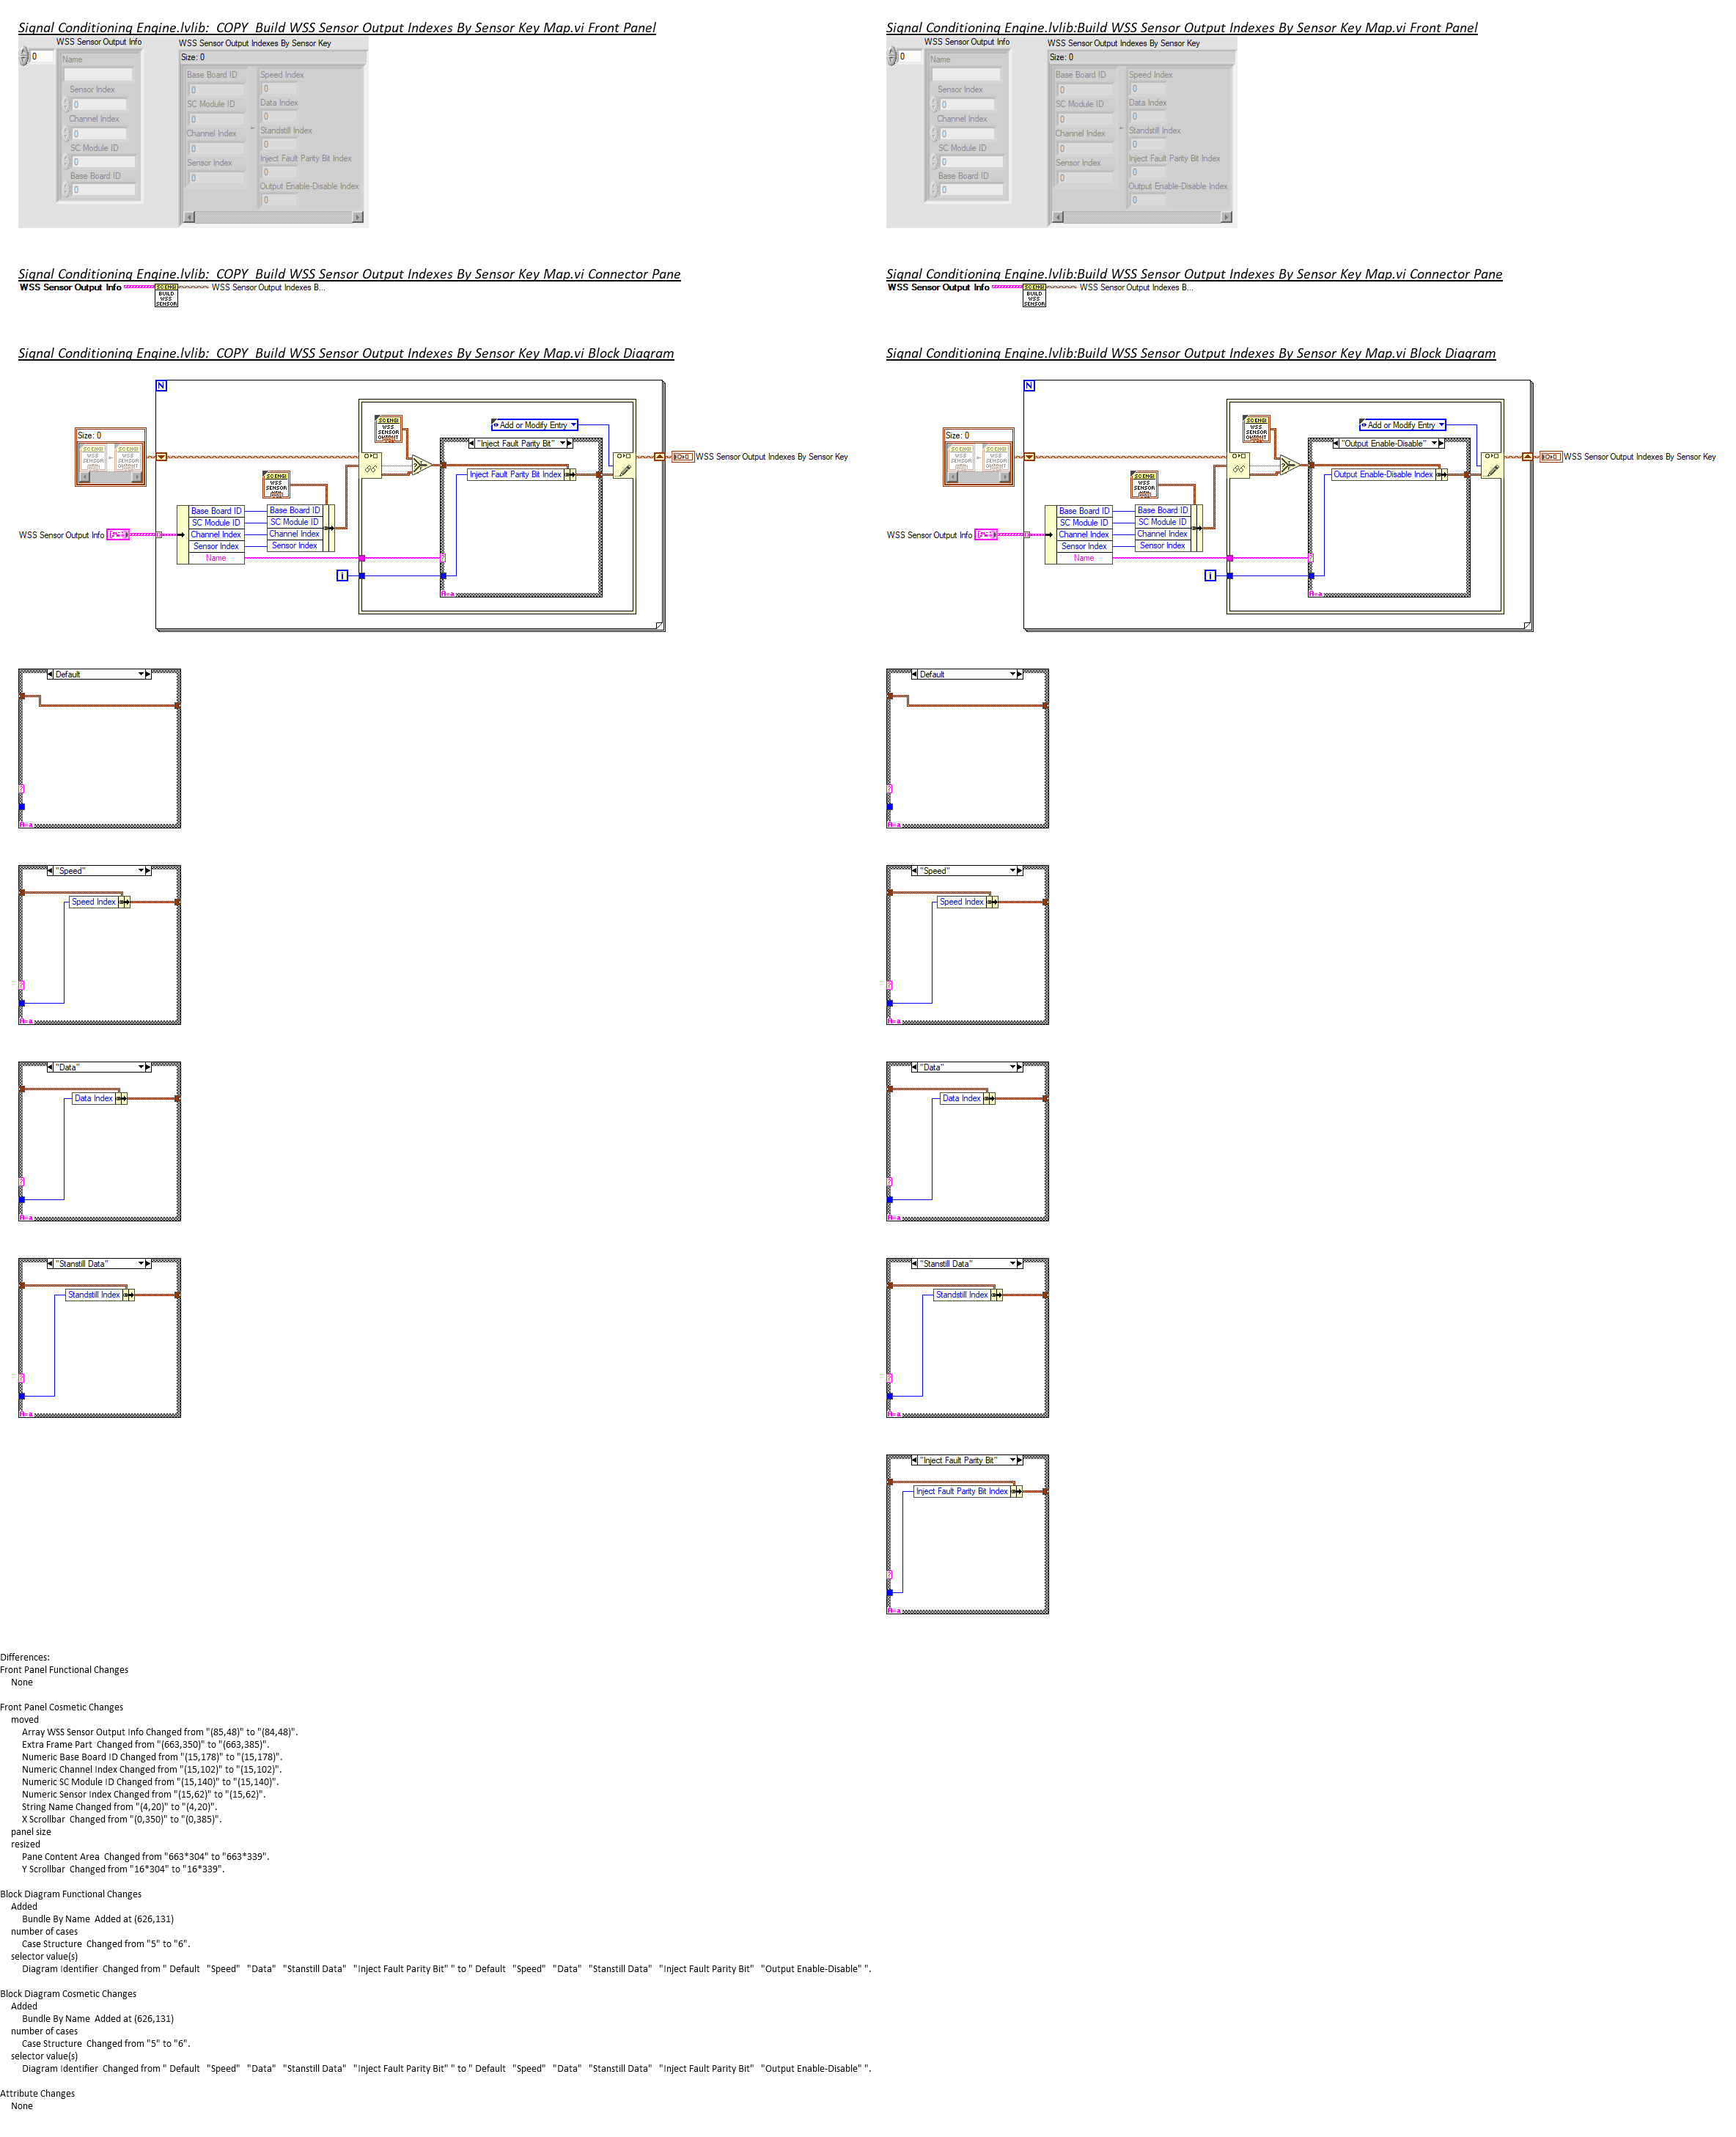 Signal Conditioning Engine.lvlib:  COPY  Build WSS Sensor Output Indexes By Sensor Key Map.vi Front Panel
WSS Sensor Output Info
WSS Sensor Output Indexes By Sensor Key
0
Name
Size: 0
Base Board ID
Speed Index
Sensor Index
0
0
0
SC Module ID
Data Index
Channel Index
0
0
0
Channel Index
Standstill Index
SC Module ID
0
0
0
Sensor Index
Inject Fault Parity Bit Index
Base Board ID
0
0
0
Output Enable-Disable Index
0
Signal Conditioning Engine.lvlib:Build WSS Sensor Output Indexes By Sensor Key Map.vi Front Panel
WSS Sensor Output Info
WSS Sensor Output Indexes By Sensor Key
0
Name
Size: 0
Base Board ID
Speed Index
Sensor Index
0
0
0
SC Module ID
Data Index
Channel Index
0
0
0
Channel Index
Standstill Index
SC Module ID
0
0
0
Sensor Index
Inject Fault Parity Bit Index
Base Board ID
0
0
0
Output Enable-Disable Index
0
Signal Conditioning Engine.lvlib:  COPY  Build WSS Sensor Output Indexes By Sensor Key Map.vi Connector Pane
WSS Sensor Output Info
SC ENGI
BUILD
WSS
SENSOR
WSS Sensor Output Indexes B...
Signal Conditioning Engine.lvlib:Build WSS Sensor Output Indexes By Sensor Key Map.vi Connector Pane
WSS Sensor Output Info
SC ENGI
BUILD
WSS
SENSOR
WSS Sensor Output Indexes B...
Signal Conditioning Engine.lvlib:  COPY  Build WSS Sensor Output Indexes By Sensor Key Map.vi Block Diagram
N
SC ENGI
WSS
SENSOR
OUTPUT
Add or Modify Entry
Size: 0
"Inject Fault Parity Bit"
WSS Sensor Output Indexes By Sensor Key
Inject Fault Parity Bit Index
SC ENGI
WSS
SENSOR
Base Board ID
Base Board ID
SC Module ID
SC Module ID
WSS Sensor Output Info
Channel Index
Channel Index
Sensor Index
Sensor Index
Name
i
A=a
Signal Conditioning Engine.lvlib:Build WSS Sensor Output Indexes By Sensor Key Map.vi Block Diagram
N
SC ENGI
WSS
SENSOR
OUTPUT
Add or Modify Entry
Size: 0
"Output Enable-Disable"
WSS Sensor Output Indexes By Sensor Key
Output Enable-Disable Index
SC ENGI
WSS
SENSOR
Base Board ID
Base Board ID
SC Module ID
SC Module ID
WSS Sensor Output Info
Channel Index
Channel Index
Sensor Index
Sensor Index
Name
i
A=a
Default
A=a
Default
A=a
"Speed"
Speed Index
A=a
"Speed"
Speed Index
A=a
"Data"
Data Index
A=a
"Data"
Data Index
A=a
"Stanstill Data"
Standstill Index
A=a
"Stanstill Data"
Standstill Index
A=a
"Inject Fault Parity Bit"
Inject Fault Parity Bit Index
A=a
Differences:
Front Panel Functional Changes
None
Front Panel Cosmetic Changes
moved
Array WSS Sensor Output Info Changed from "(85,48)" to "(84,48)".
Extra Frame Part  Changed from "(663,350)" to "(663,385)".
Numeric Base Board ID Changed from "(15,178)" to "(15,178)".
Numeric Channel Index Changed from "(15,102)" to "(15,102)".
Numeric SC Module ID Changed from "(15,140)" to "(15,140)".
Numeric Sensor Index Changed from "(15,62)" to "(15,62)".
String Name Changed from "(4,20)" to "(4,20)".
X Scrollbar  Changed from "(0,350)" to "(0,385)".
panel size
resized
Pane Content Area  Changed from "663*304" to "663*339".
Y Scrollbar  Changed from "16*304" to "16*339".
Block Diagram Functional Changes
Added
Bundle By Name  Added at (626,131)
number of cases
Case Structure  Changed from "5" to "6".
selector value(s)
Diagram Identifier  Changed from " Default   "Speed"   "Data"   "Stanstill Data"   "Inject Fault Parity Bit" " to " Default   "Speed"   "Data"   "Stanstill Data"   "Inject Fault Parity Bit"   "Output Enable-Disable" ".
Block Diagram Cosmetic Changes
Added
Bundle By Name  Added at (626,131)
number of cases
Case Structure  Changed from "5" to "6".
selector value(s)
Diagram Identifier  Changed from " Default   "Speed"   "Data"   "Stanstill Data"   "Inject Fault Parity Bit" " to " Default   "Speed"   "Data"   "Stanstill Data"   "Inject Fault Parity Bit"   "Output Enable-Disable" ".
Attribute Changes
None